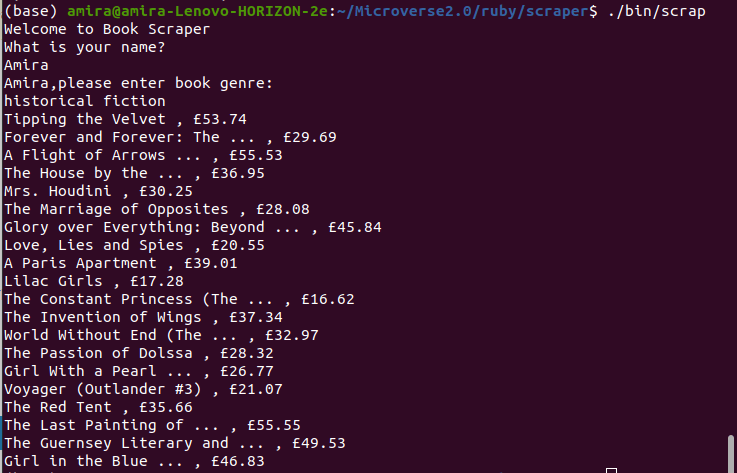 (base) amira@amira-Lenovo-HORIZON-2e:~/Microverse2.0/ruby/scraper$ ./bin/scrap
Welcome to Book Scraper
What is your name?
Amira
Amira,please enter book genre:
historical fiction
Tipping the Velvet , £53.74
Forever and Forever: The ... , £29.69
A Flight of Arrows ... , £55.53
The House by the ... , £36.95
Mrs. Houdini , £30.25
The Marriage of Opposites , £28.08
Glory over Everything: Beyond ... , £45.84
Love, Lies and Spies , £20.55
A Paris Apartment , £39.01
Lilac Girls , £17.28
The Constant Princess (The ... , £16.62
The Invention of Wings , £37.34
World Without End (The ... , £32.97
The Passion of Dolssa , £28.32
Girl With a Pearl ... , £26.77
Voyager (Outlander #3) , £21.07
The Red Tent , £35.66
The Last Painting of ... , £55.55
The Guernsey Literary and ... , £49.53
Girl in the Blue ... , £46.83